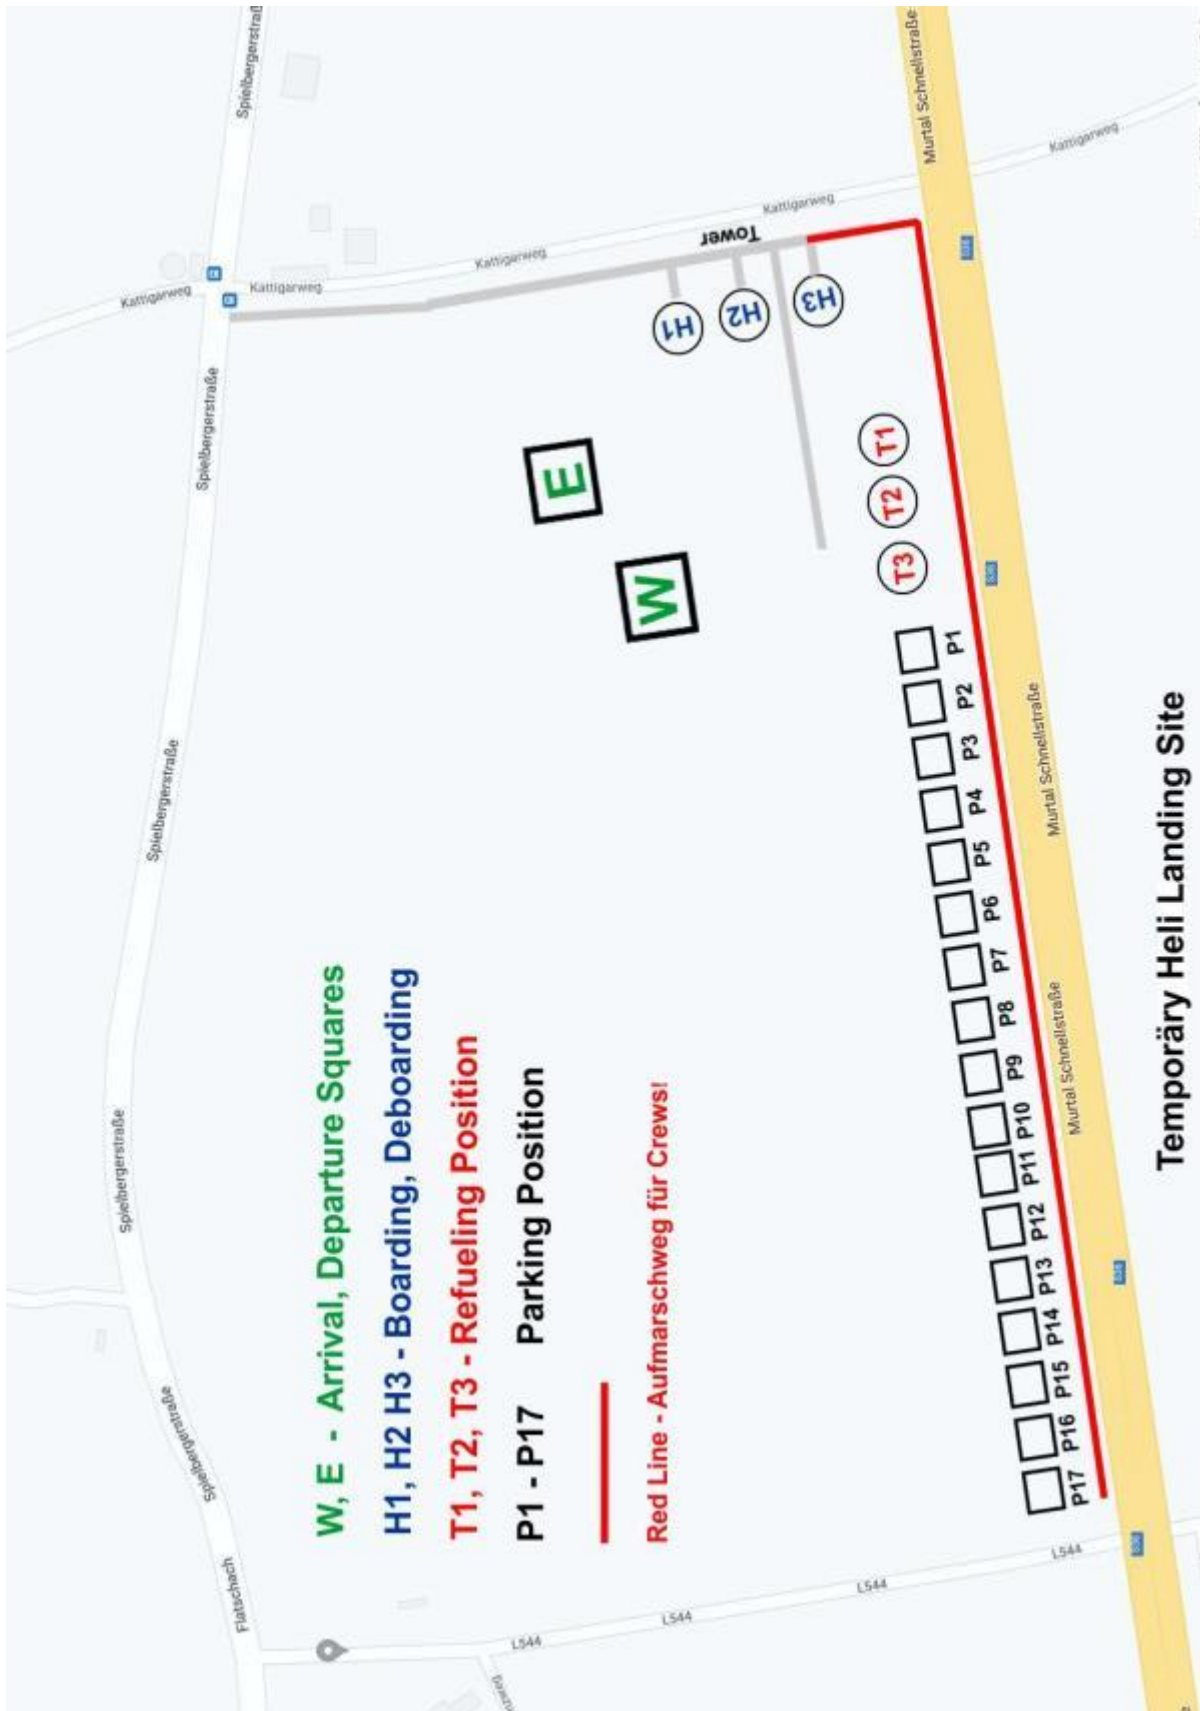 Flatschach
Spielbergerstraße
Spielbergerstraße
Spielbergerstraße
Spielbergerstraße
Spielbergerstraß
Kattigarweg
Kattigarweg
Kattigarweg
Kattigarweg
Kattigarweg
W, E - Arrival, Departure Squares
H1, H2 H3 - Boarding, Deboarding
T1, T2, T3 - Refueling Position
P1 - P17 Parking Position
Red Line - Aufmarschweg für Crews!
L544
L544
L544
L544
E
W
H1
H2
H3
Tower
T3
T2
T1
P17
P16
P15
P14
P13
P12
P11
P10
P9
P8
P7
P6
P5
P4
P3
P2
P1
Murtal Schnellstraße
Murtal Schnellstraße
Murtal Schnellstraße
Murtal Schnellstraße
Temporäry Heli Landing Site